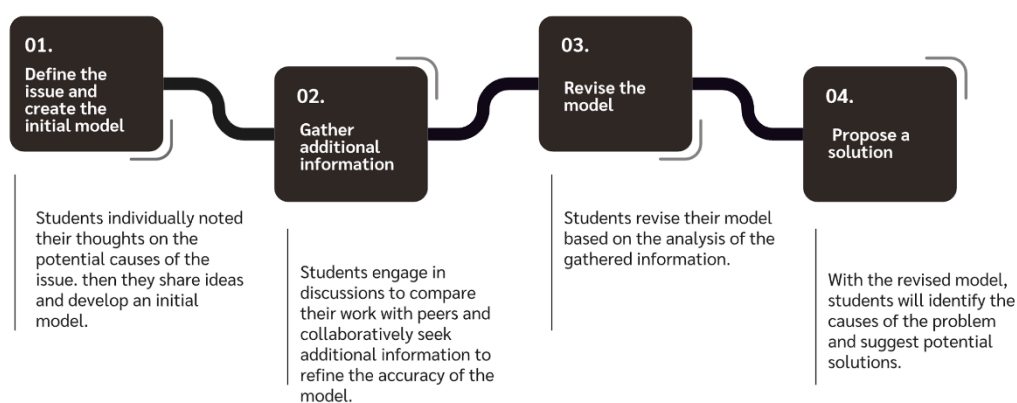 01.
Define the
issue and
create the
initial model
Students individually noted
their thoughts on the
potential causes of the
issue. then they share ideas
and develop an initial
model.
02.
Gather
additional
information
Students engage in
discussions to compare
their work with peers and
collaboratively seek
additional information to
refine the accuracy of the
model.
03.
Revise the
model
Students revise their model
based on the analysis of the
gathered information.
04.
Propose a
solution
With the revised model,
students will identify the
causes of the problem
and suggest potential
solutions.